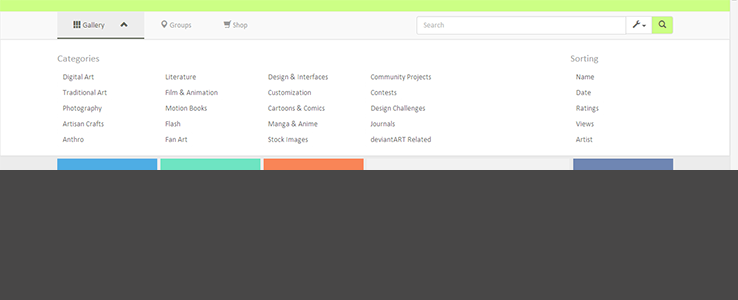 Gallery Groups Shop Search
Categories Sorting
Digital Art Literature Design & Interfaces Community Projects Name
Traditional Art Film & Animation Customization Contests Date
Photography Motion Books Cartoons & Comics Design Challenges Ratings
Artisan Crafts Flash Manga & Anime Journals Views
Anthro Fan Art Stock Images deviantART Related Artist